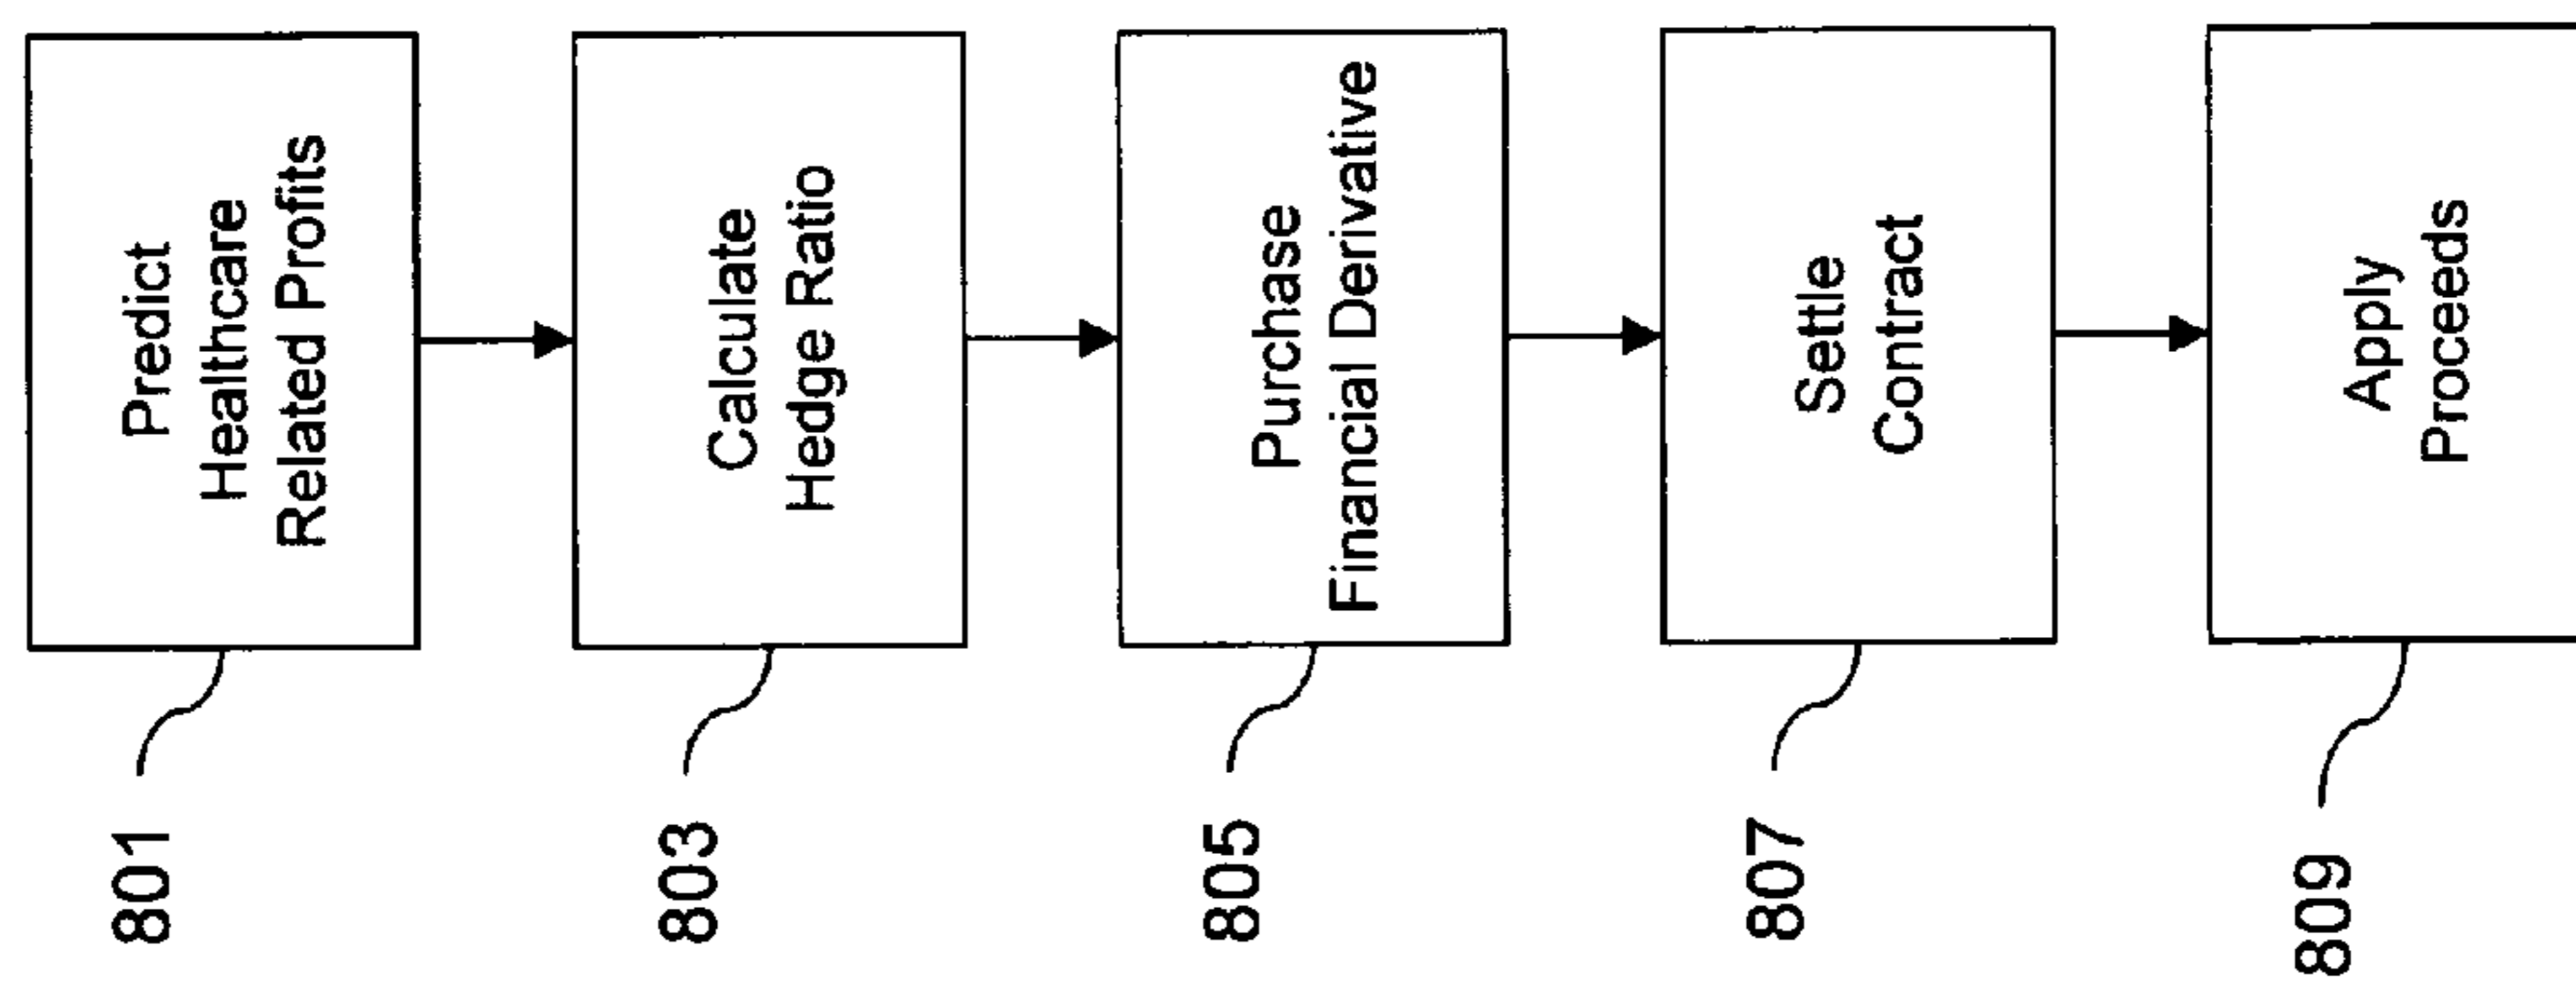 801
Predict
Healthcare
Related Profits
803
Calculate
Hedge Ratio
805
Purchase
Financial Derivative
807
Settle
Contract
809
Apply
Proceeds